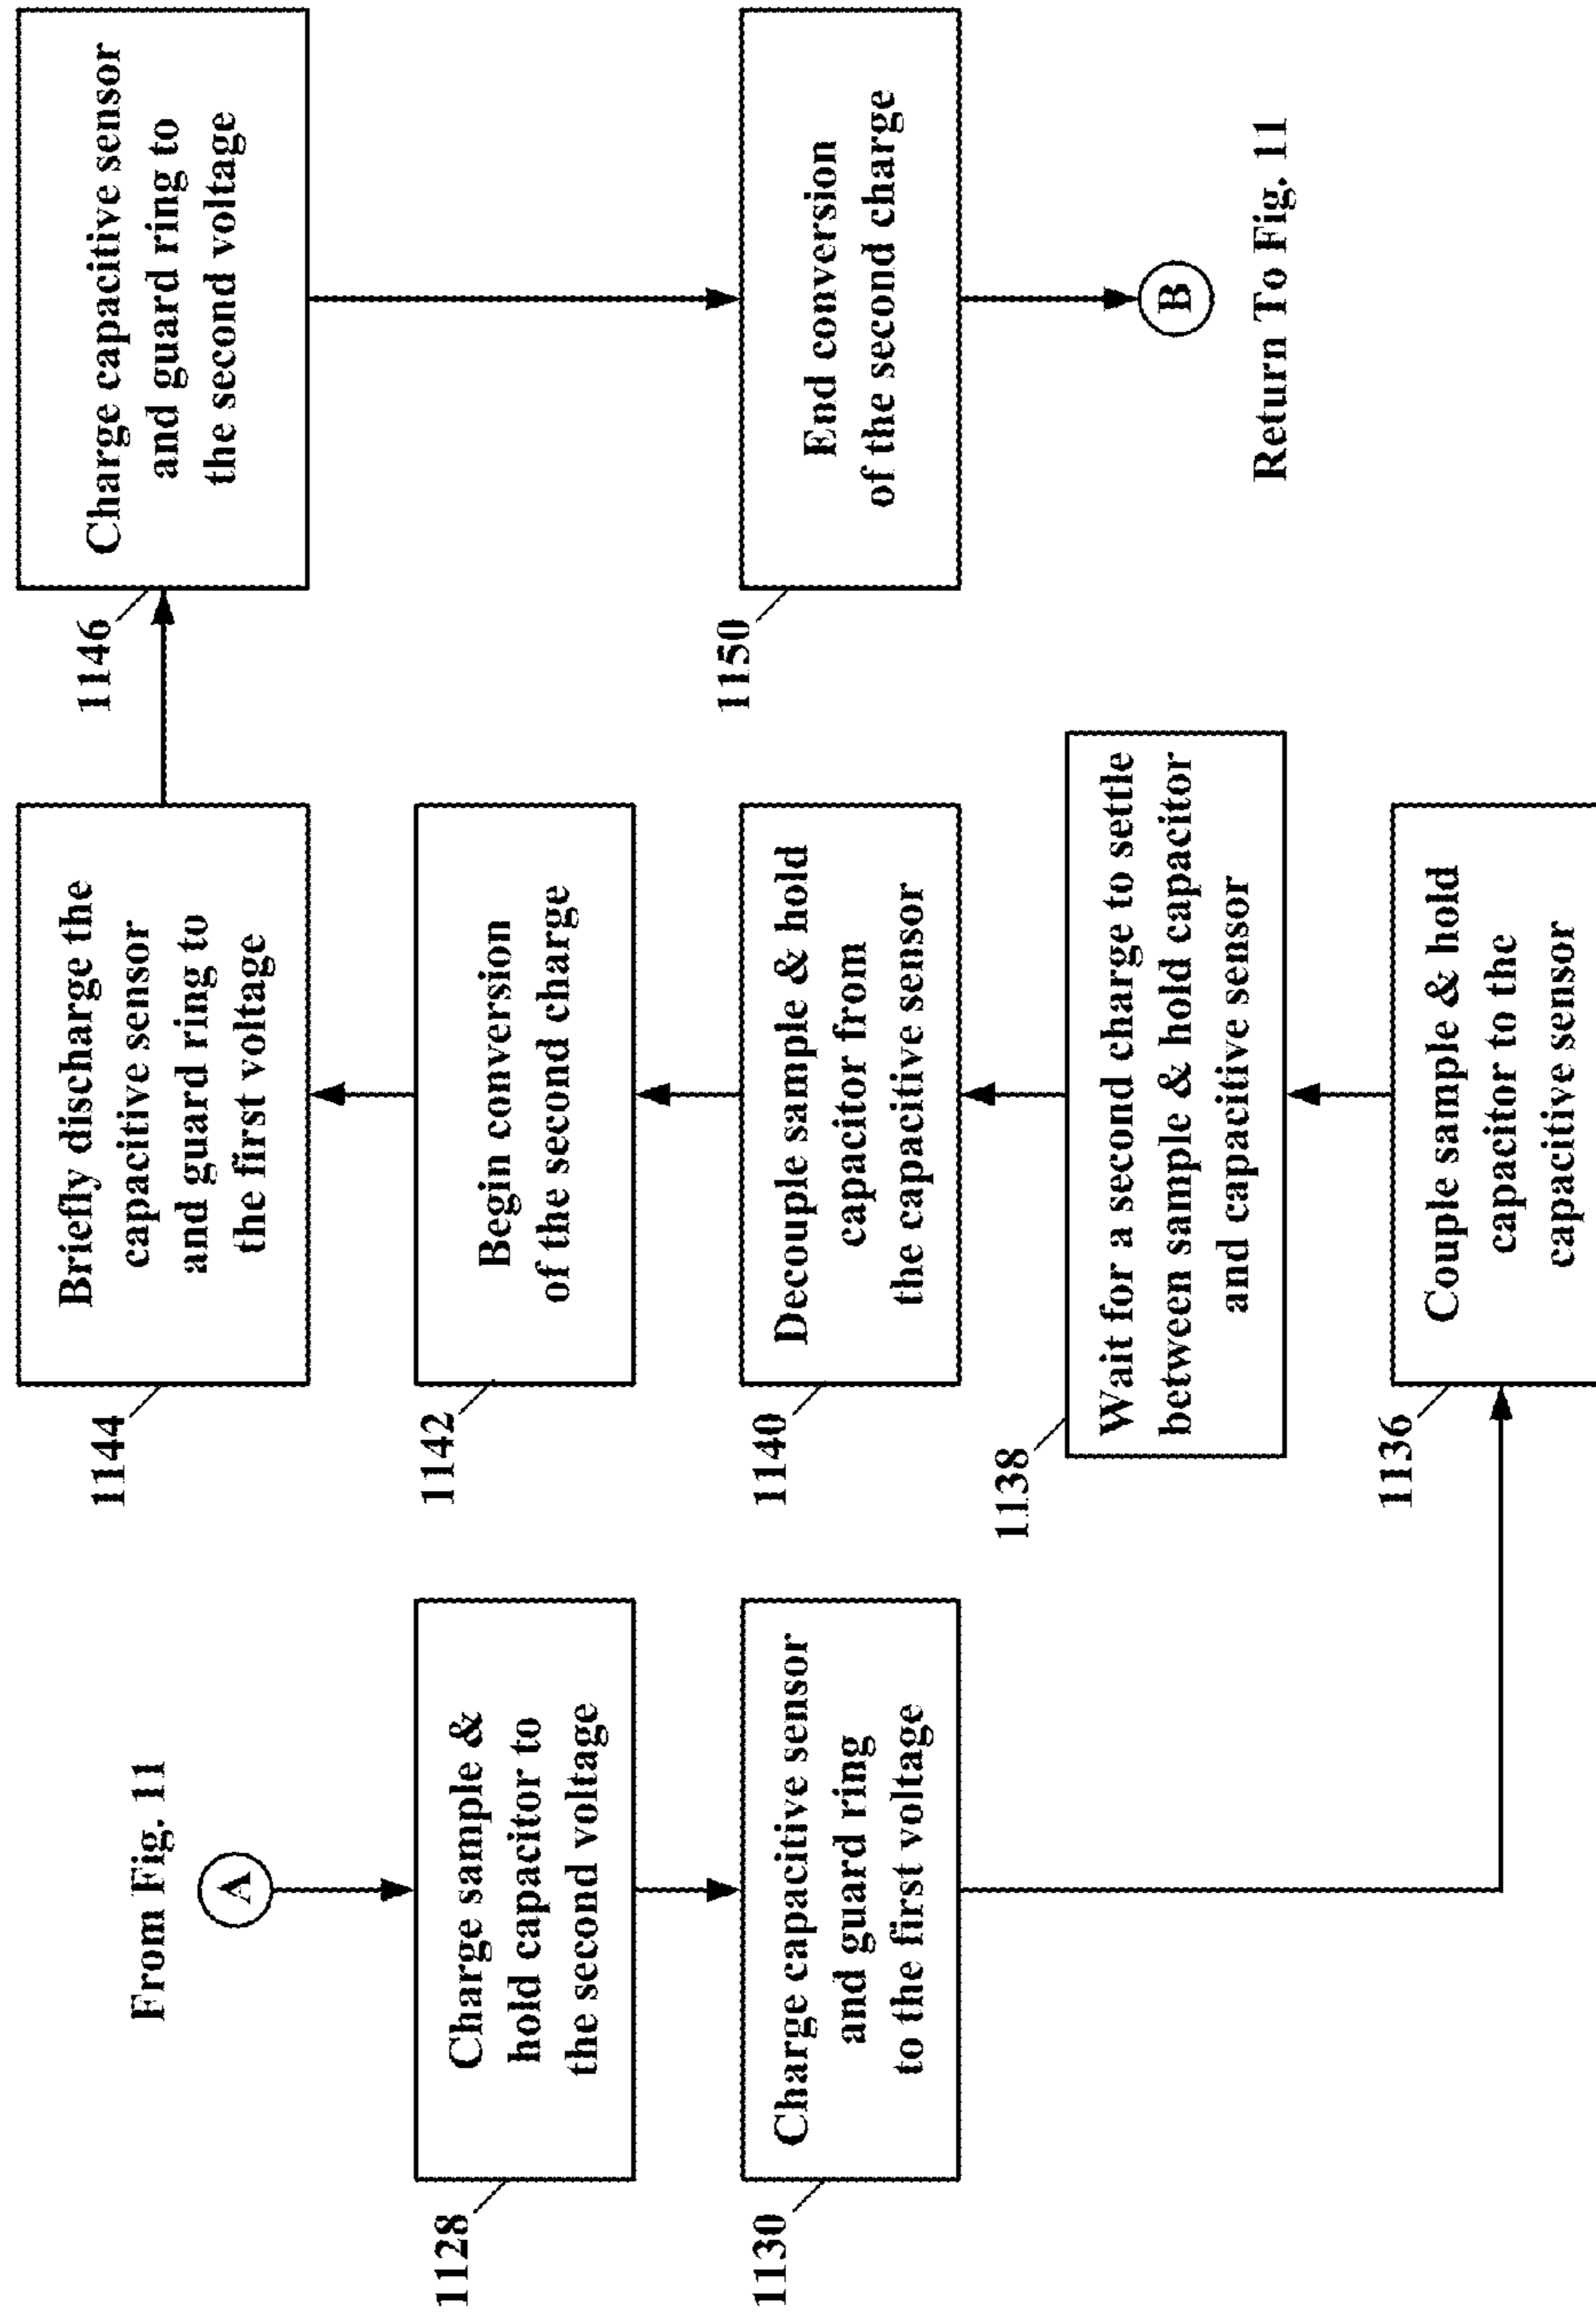 From Fig. 11
A
1128
Charge sample &
hold capacitor to
the second voltage
1130
Charge capacitive sensor
and guard ring
to the first voltage
1136
Couple sample & hold
capacitor to the
capacitive sensor
1138
Wait for a second charge to settle
between sample & hold capacitor
and capacitive sensor
1140
Decouple sample & hold
capacitor from
the capacitive sensor
1142
Begin conversion
of the second charge
1144
Briefly discharge the
capacitive sensor
and guard ring to
the first voltage
1146
Charge capacitive sensor
and guard ring to
the second voltage
1150
End conversion
of the second charge
B
Return To Fig. 11